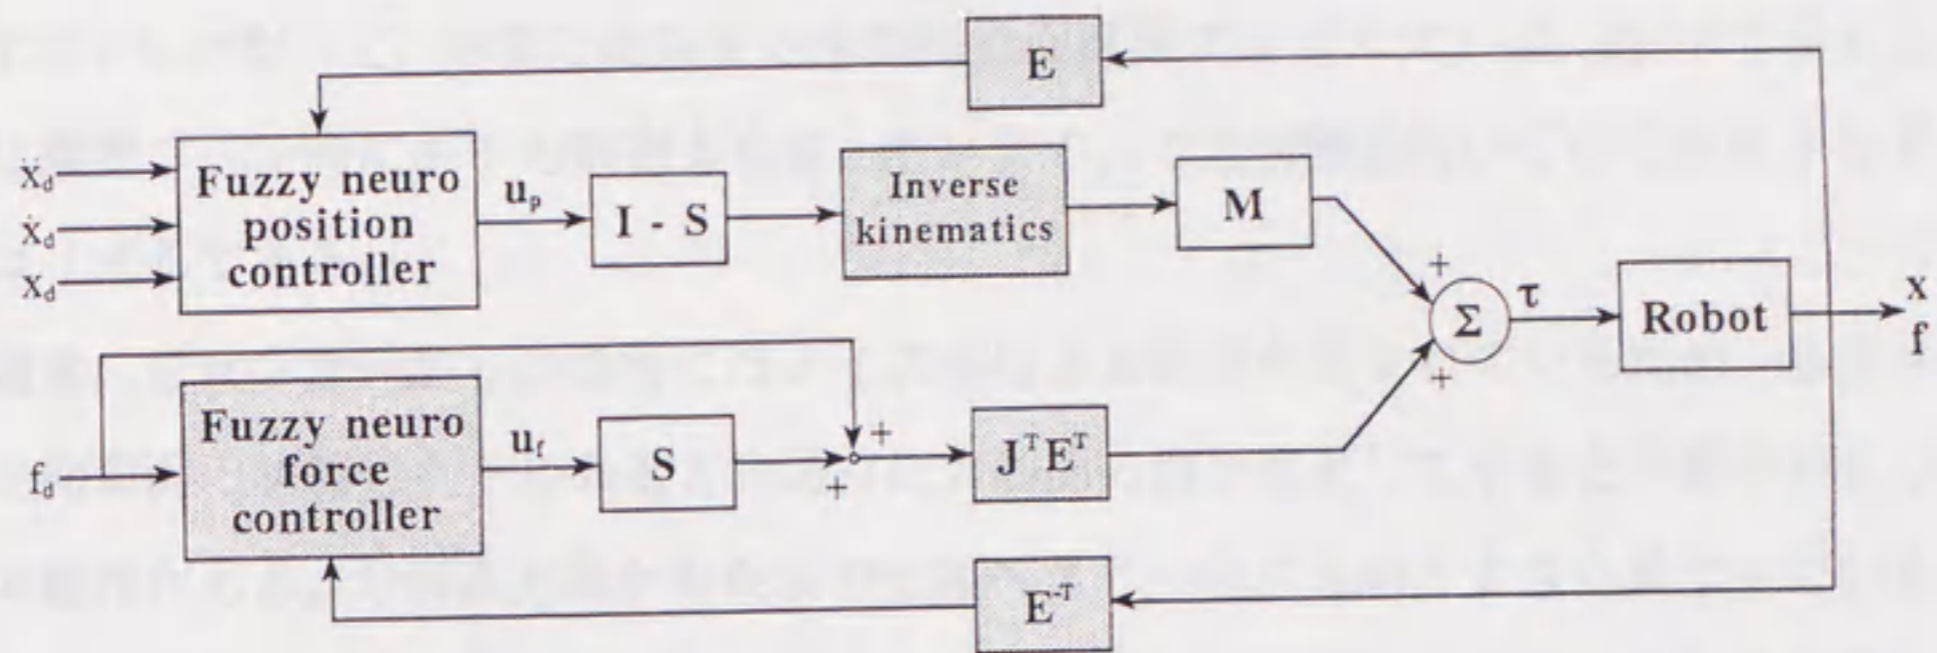 E
Ẍd
Ẋd
Xd
Fuzzy neuro
position
controller
up
I - S
Inverse
kinematics
M
+
Σ
+
τ
Robot
x
f
fd
Fuzzy neuro
force
controller
uf
S
+
+
JᵀEᵀ
E⁻ᵀ